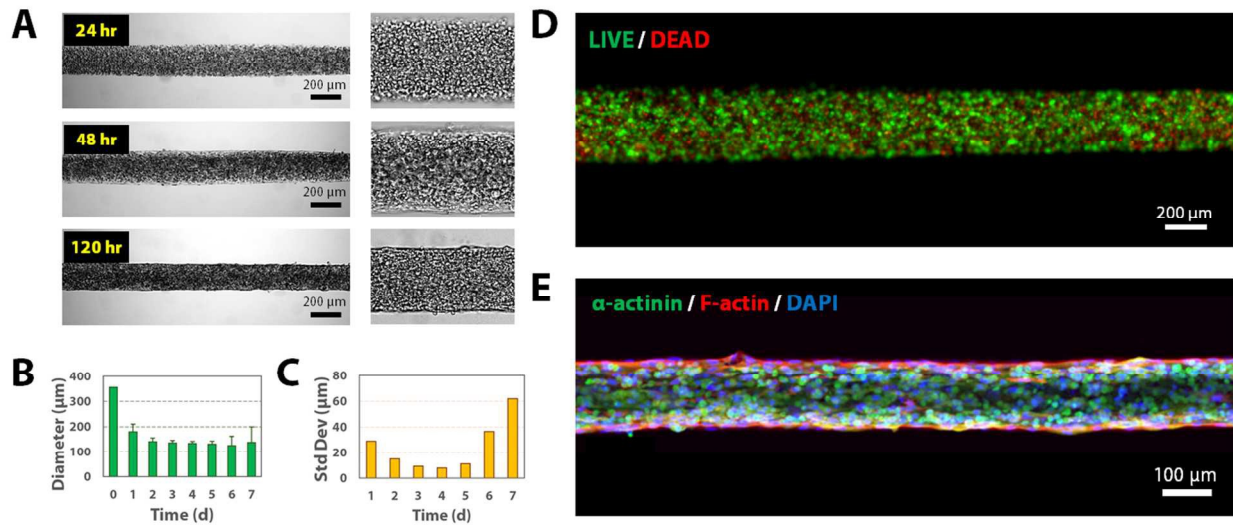 A
24 hr
200 µm
48 hr
200 µm
120 hr
200 µm
B
Diameter (µm)
400
300
200
100
0
0 1 2 3 4 5 6 7
Time (d)
C
Std Dev (µm)
80
60
40
20
0
1 2 3 4 5 6 7
Time (d)
D
LIVE / DEAD
200 µm
E
α-actinin / F-actin / DAPI
100 µm